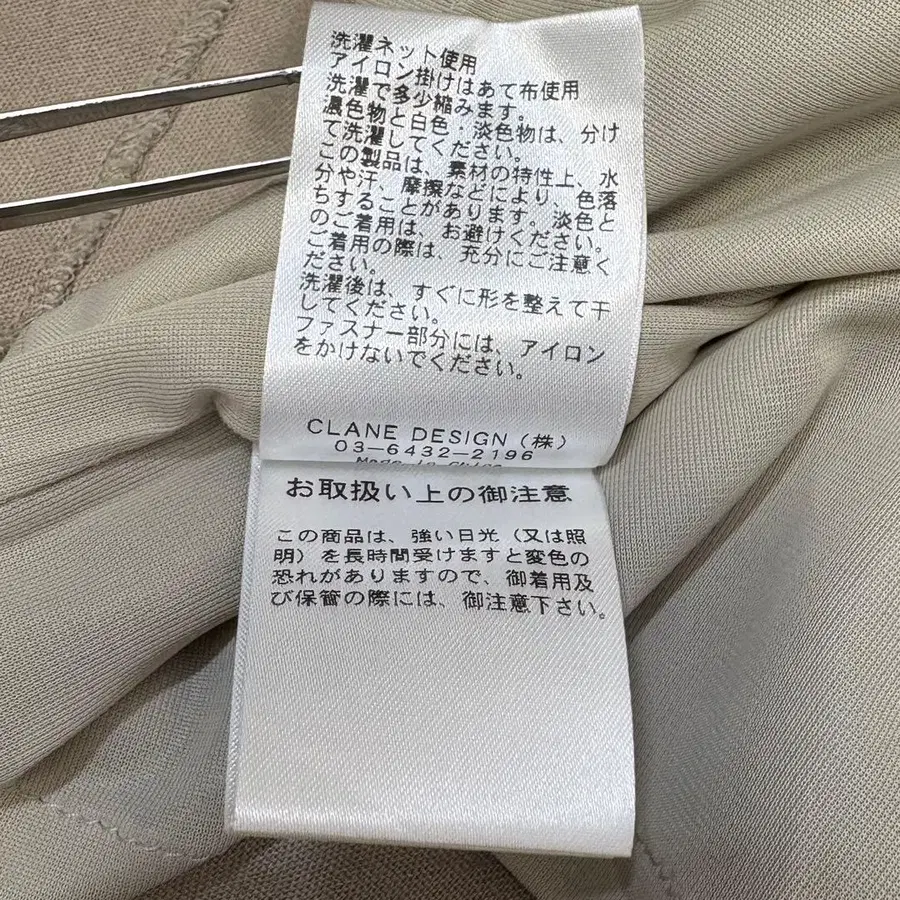 洗濯ネット使用
アイロン掛けはあて布使用
洗濯で多少縮みます。
濃色物と白色・淡色物は、分け
て洗濯してください。
この製品は、素材の特性上、水
分や汗、摩擦などにより、色落
ちすることがあります。淡色と
のご着用は、お避けください。
ご着用の際は、充分にご注意く
ださい。
洗濯後は、すぐに形を整えて干
してください。
ファスナー部分には、アイロン
をかけないでください。
CLANE DESIGN (株)
03-6432-2196
Made in China
お取扱い上の御注意
この商品は、強い日光（又は照
明）を長時間受けますと変色の
恐れがありますので、御着用及
び保管の際には、御注意下さい。